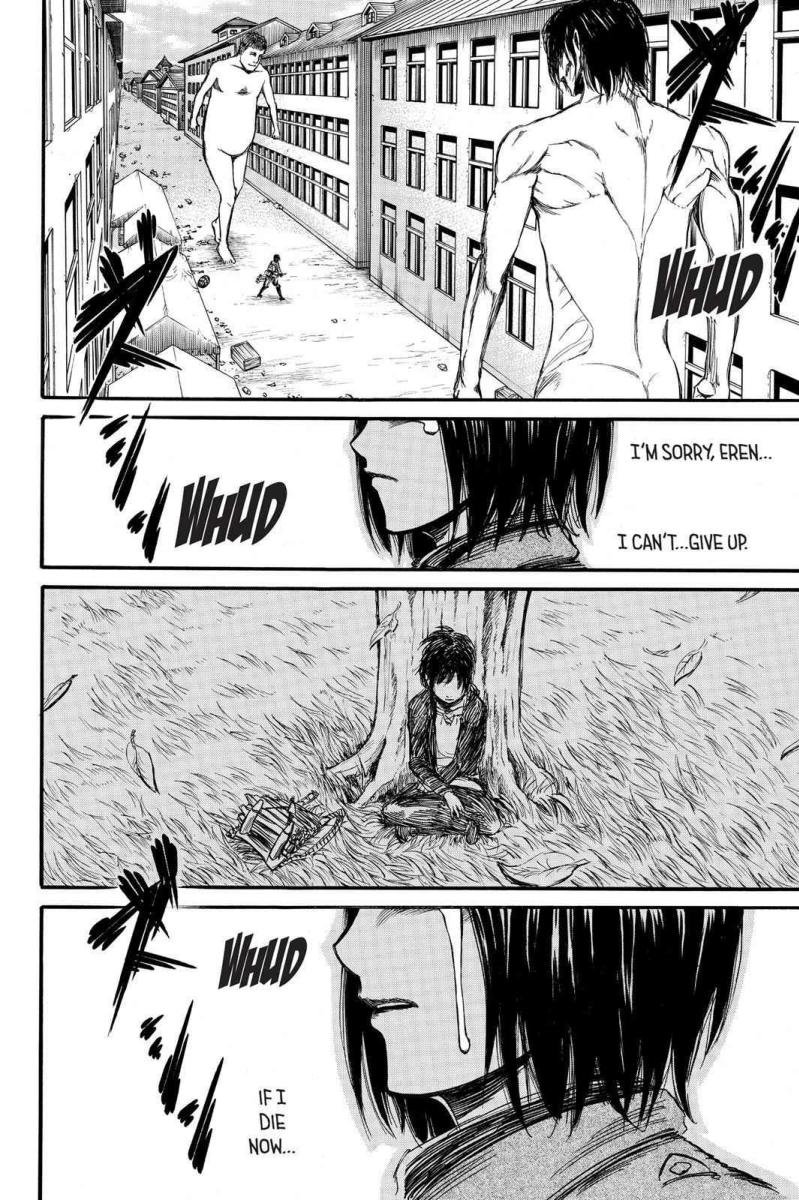 WHUD
I'M SORRY, EREN...
I CAN'T...GIVE UP.
WHUD
WHUD
IF I
DIE
NOW...